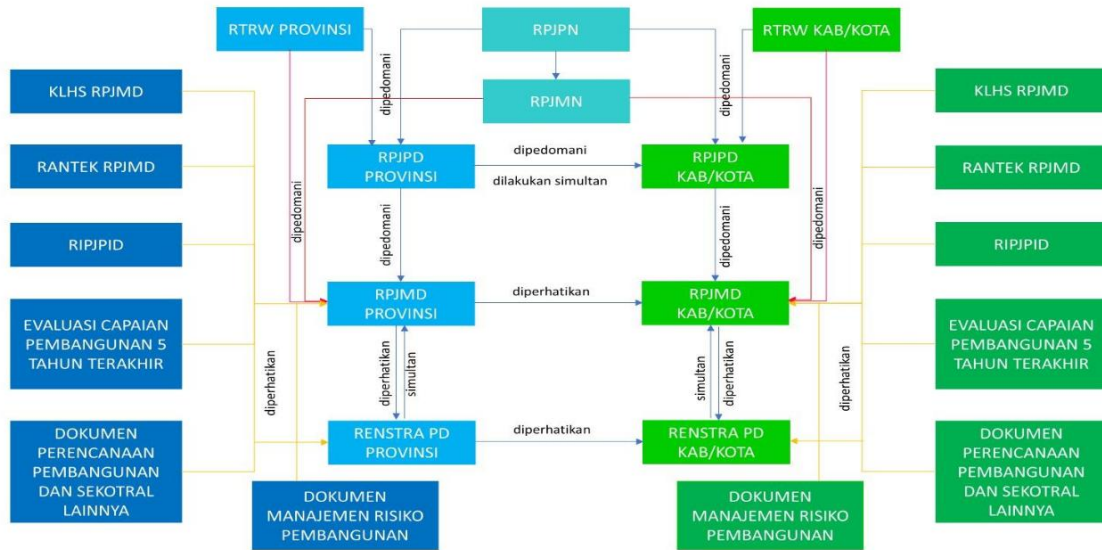 RTRW PROVINSI
RPJPN
RTRW KAB/KOTA
dipedomani
dipedomani
KLHS RPJMD
RPJMN
KLHS RPJMD
RANTEK RPJMD
RPJPD
PROVINSI
dipedomani
dilakukan simultan
RPJPD
KAB/KOTA
RANTEK RPJMD
dipedomani
dipedomani
dipedomani
dipedomani
RIPJPID
RIPJPID
RPJMD
PROVINSI
diperhatikan
RPJMD
KAB/KOTA
EVALUASI CAPAIAN
PEMBANGUNAN 5
TAHUN TERAKHIR
EVALUASI CAPAIAN
PEMBANGUNAN 5
TAHUN TERAKHIR
diperhatikan
diperhatikan
simultan
simultan
diperhatikan
diperhatikan
DOKUMEN
PERENCANAAN
PEMBANGUNAN
DAN SEKOTRAL
LAINNYA
RENSTRA PD
PROVINSI
diperhatikan
RENSTRA PD
KAB/KOTA
DOKUMEN
PERENCANAAN
PEMBANGUNAN
DAN SEKOTRAL
LAINNYA
DOKUMEN
MANAJEMEN RISIKO
PEMBANGUNAN
DOKUMEN
MANAJEMEN RISIKO
PEMBANGUNAN